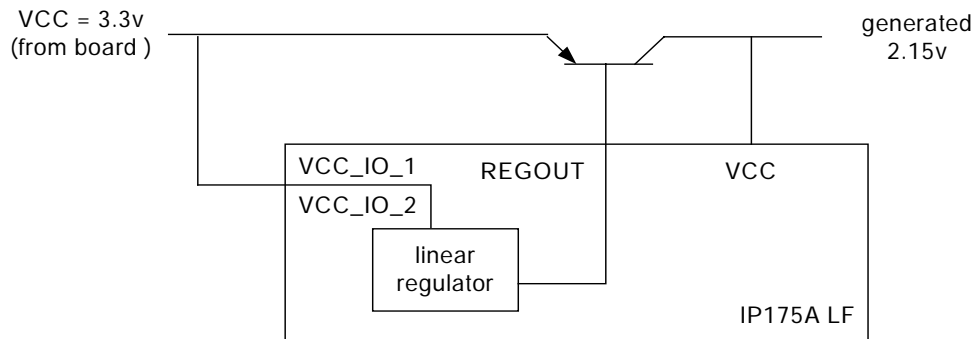 VCC = 3.3v
(from board )
generated
2.15v
VCC_IO_1
REGOUT
VCC
VCC_IO_2
linear
regulator
IP175A LF